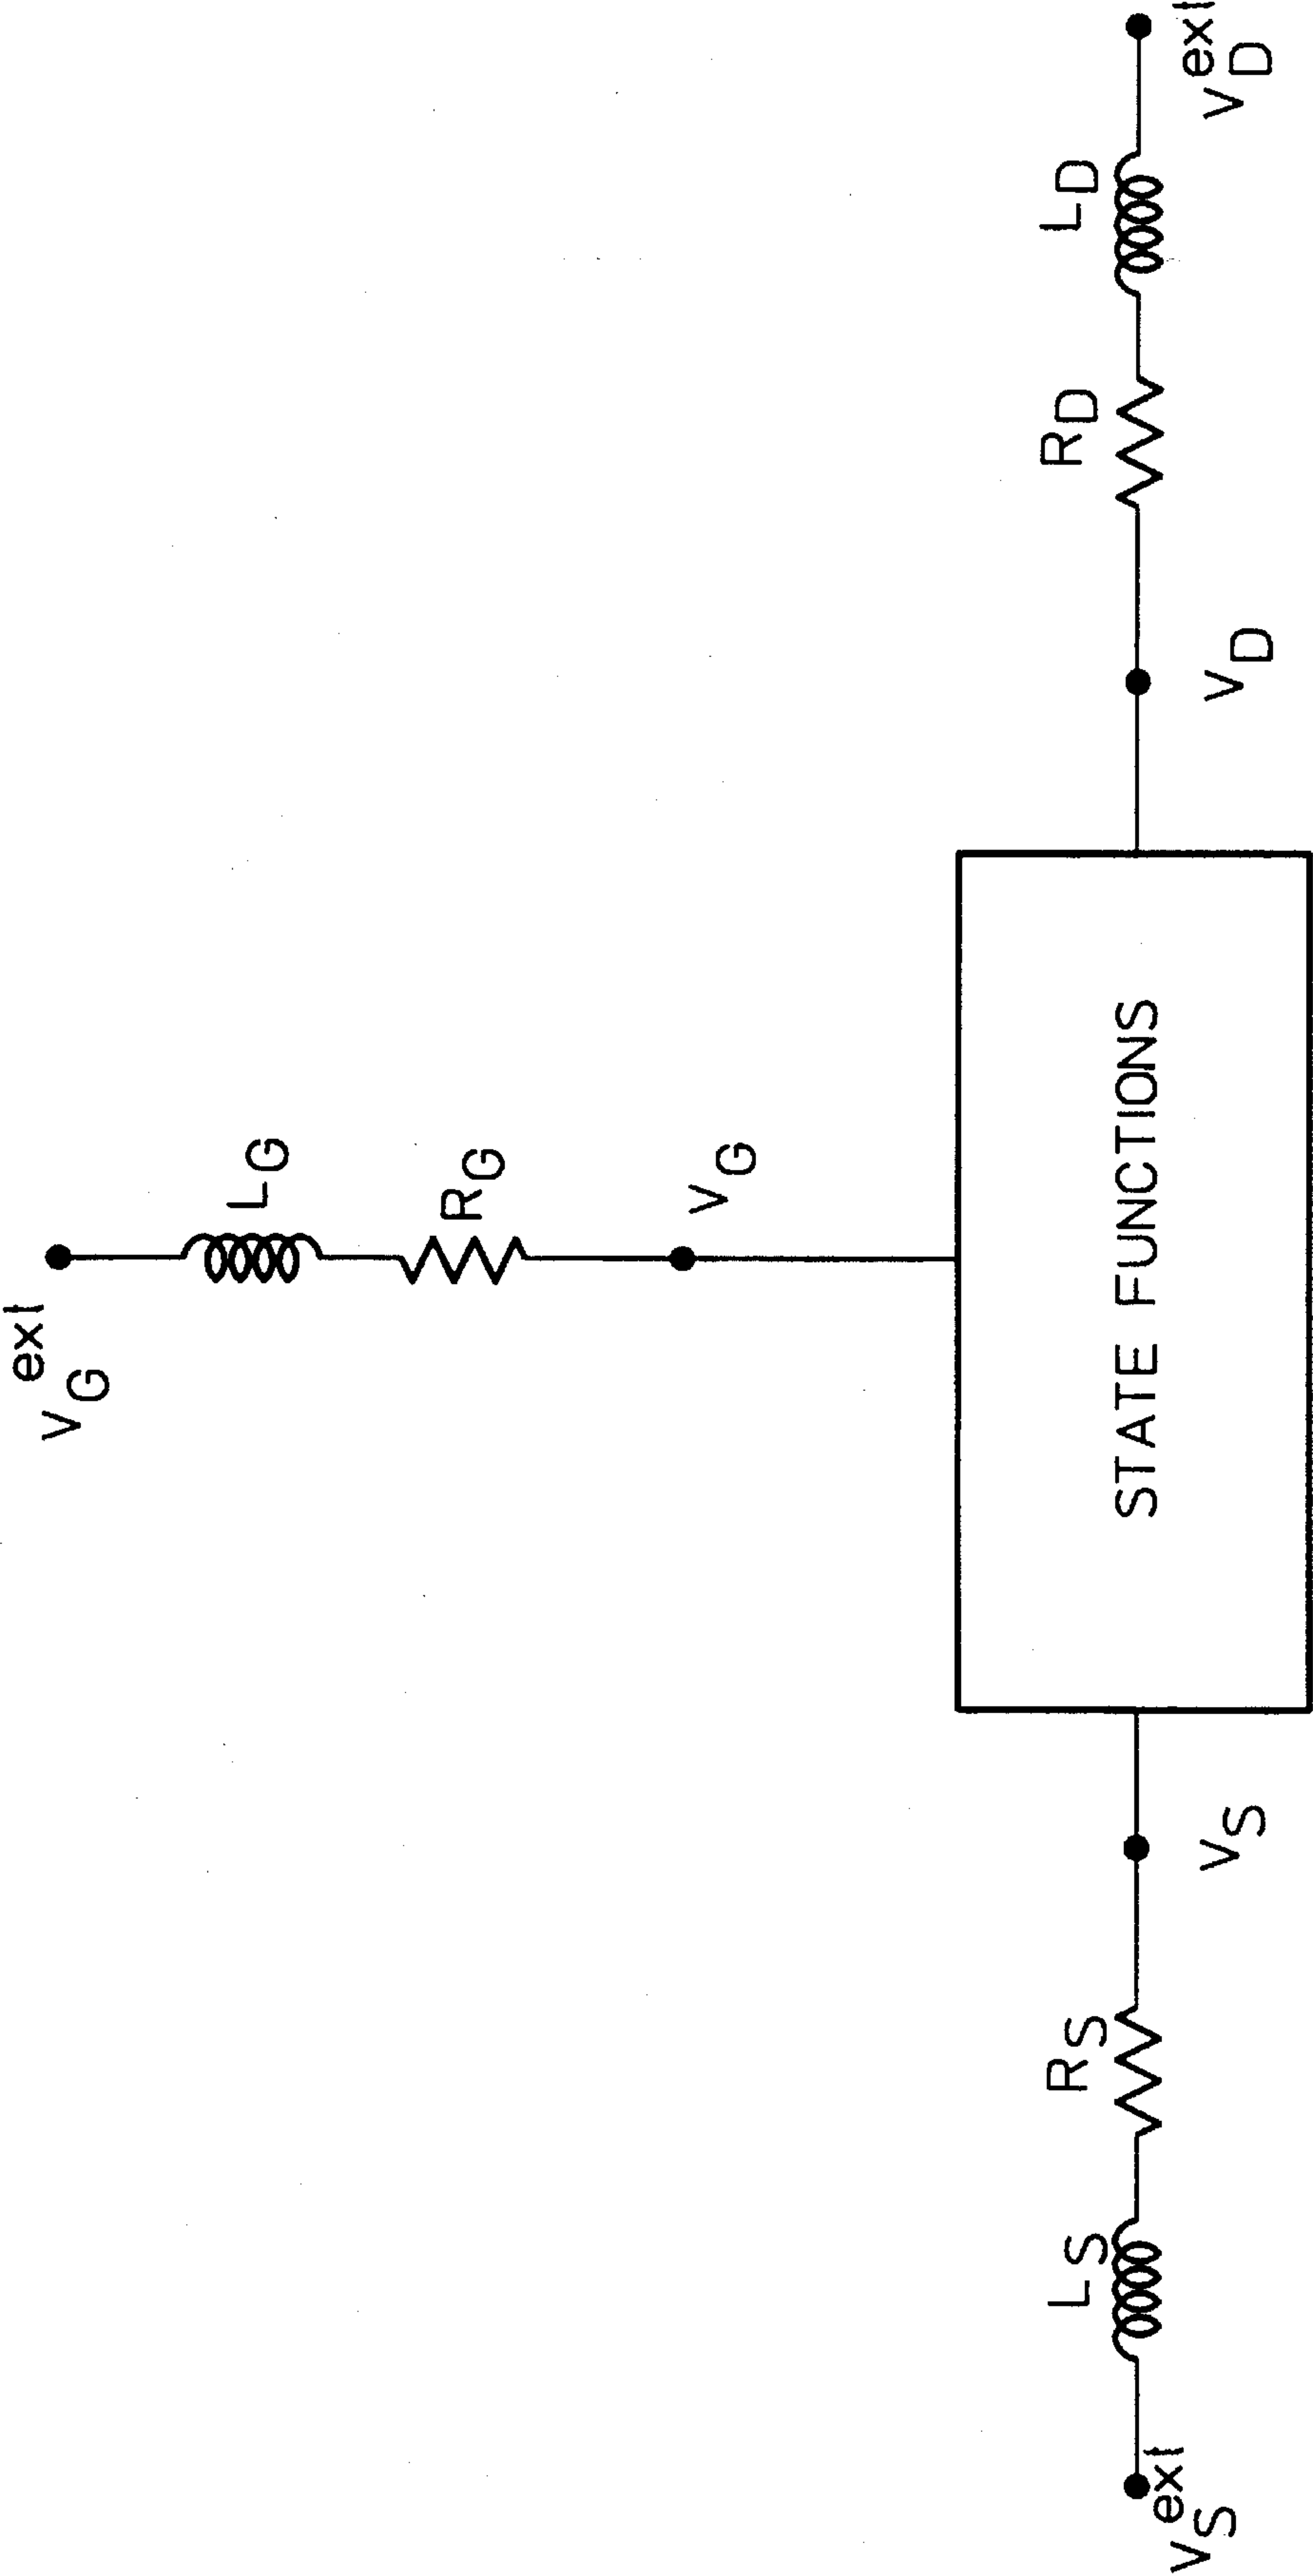 V_G^ext
L_G
R_G
V_G
V_S^ext
L_S
R_S
V_S
STATE FUNCTIONS
V_D
R_D
L_D
V_D^ext